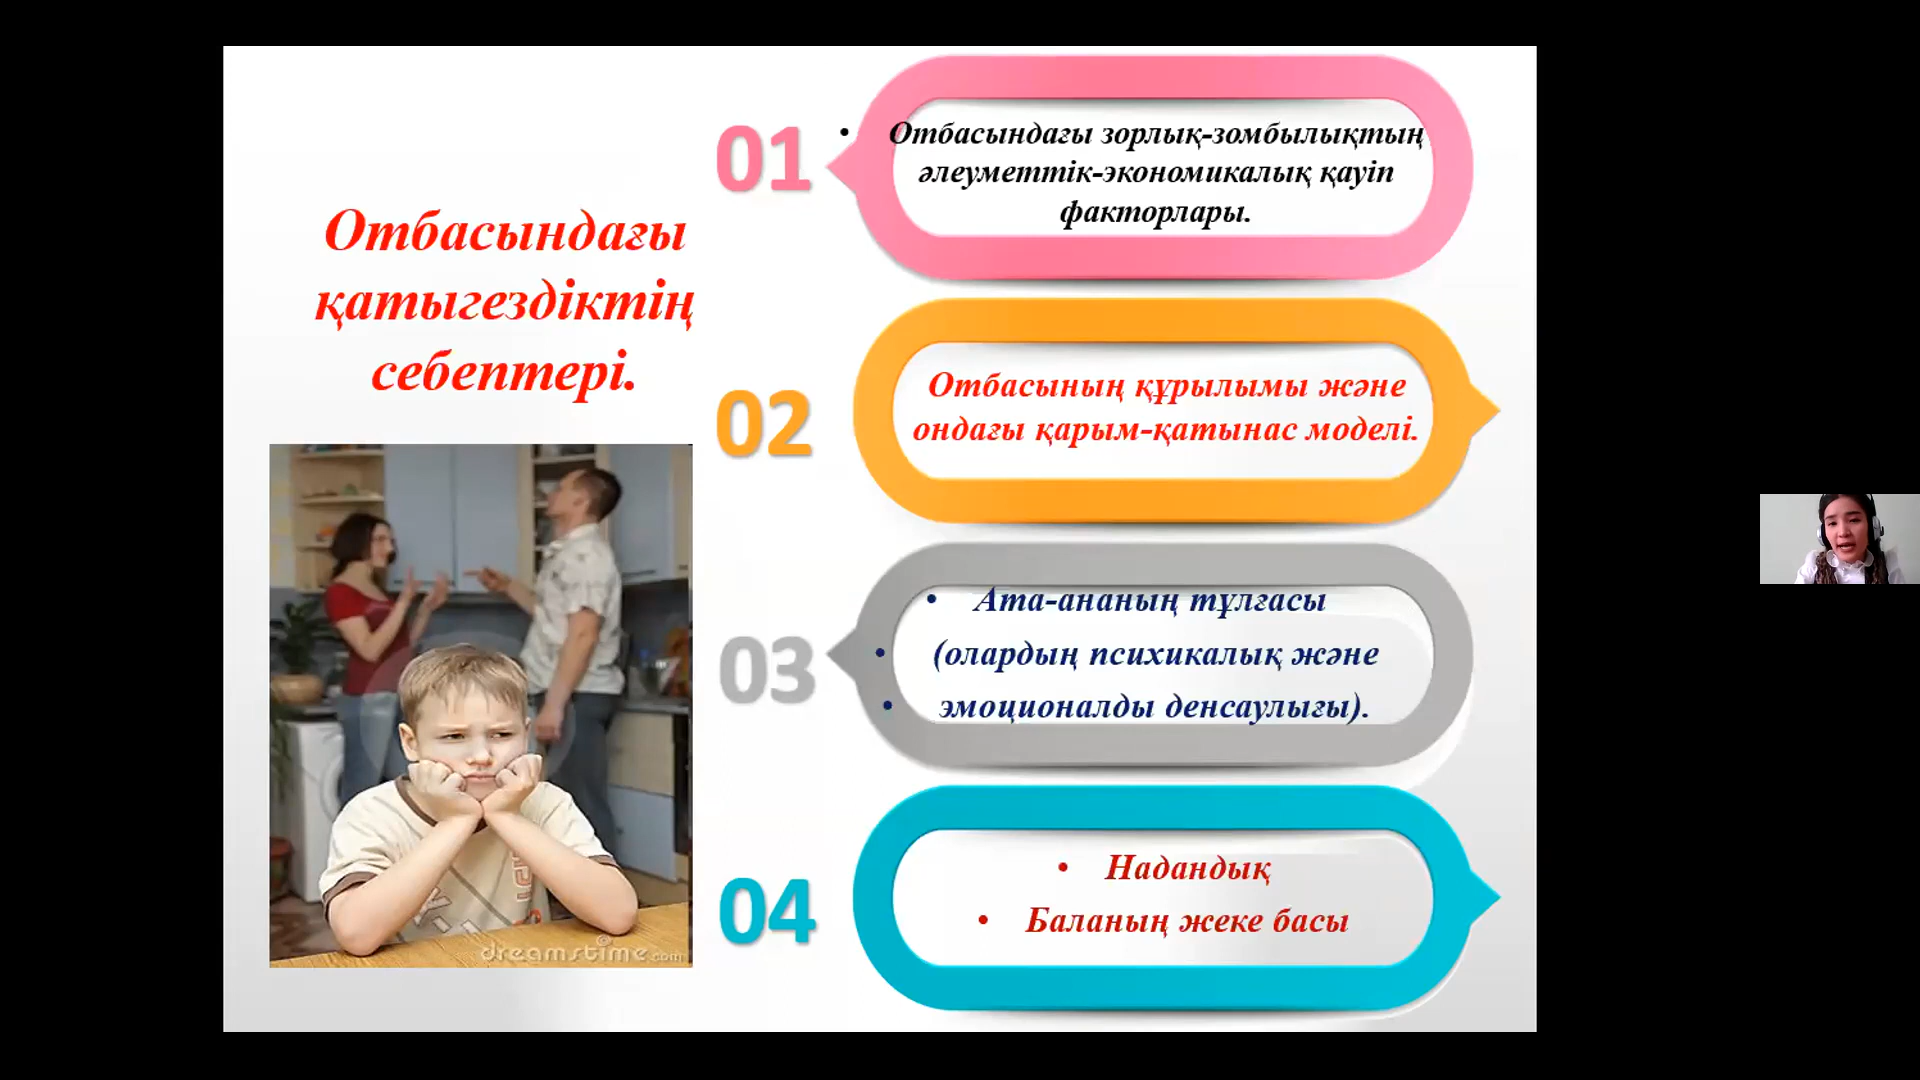 Отбасындағы
қатыгездіктің
себептері.
01
• Отбасындағы зорлық-зомбылықтың
әлеуметтік-экономикалық қауіп
факторлары.
02
Отбасының құрылымы және
ондағы қарым-қатынас моделі.
03
• Ата-ананың тұлғасы
• (олардың психикалық және
• эмоционалды денсаулығы).
04
• Надандық
• Баланың жеке басы
dreamstime.com